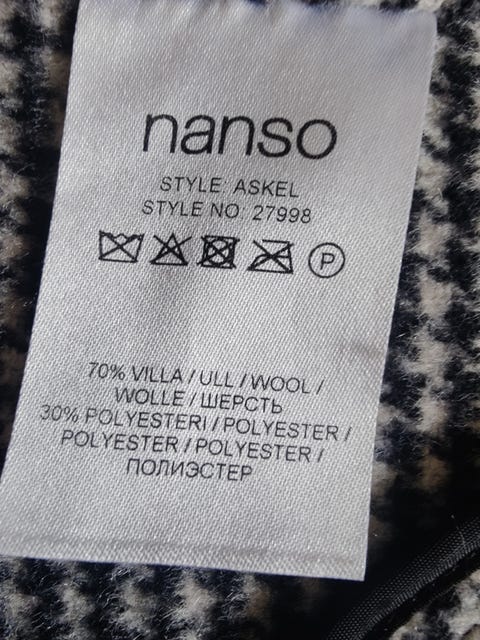 nanso
STYLE: ASKEL
STYLE NO: 27998
P
70% VILLA / ULL / WOOL /
WOLLE / ШЕРСТЬ
30% POLYESTERI / POLYESTER /
POLYESTER / POLYESTER /
ПОЛИЭСТЕР